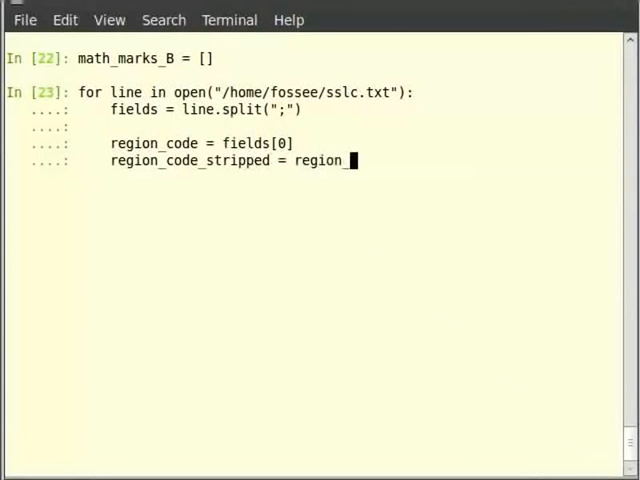 File Edit View Search Terminal Help
In [22]: math_marks_B = []
In [23]: for line in open("/home/fossee/sslc.txt"):
....:     fields = line.split(";")
....:
....:     region_code = fields[0]
....:     region_code_stripped = region_